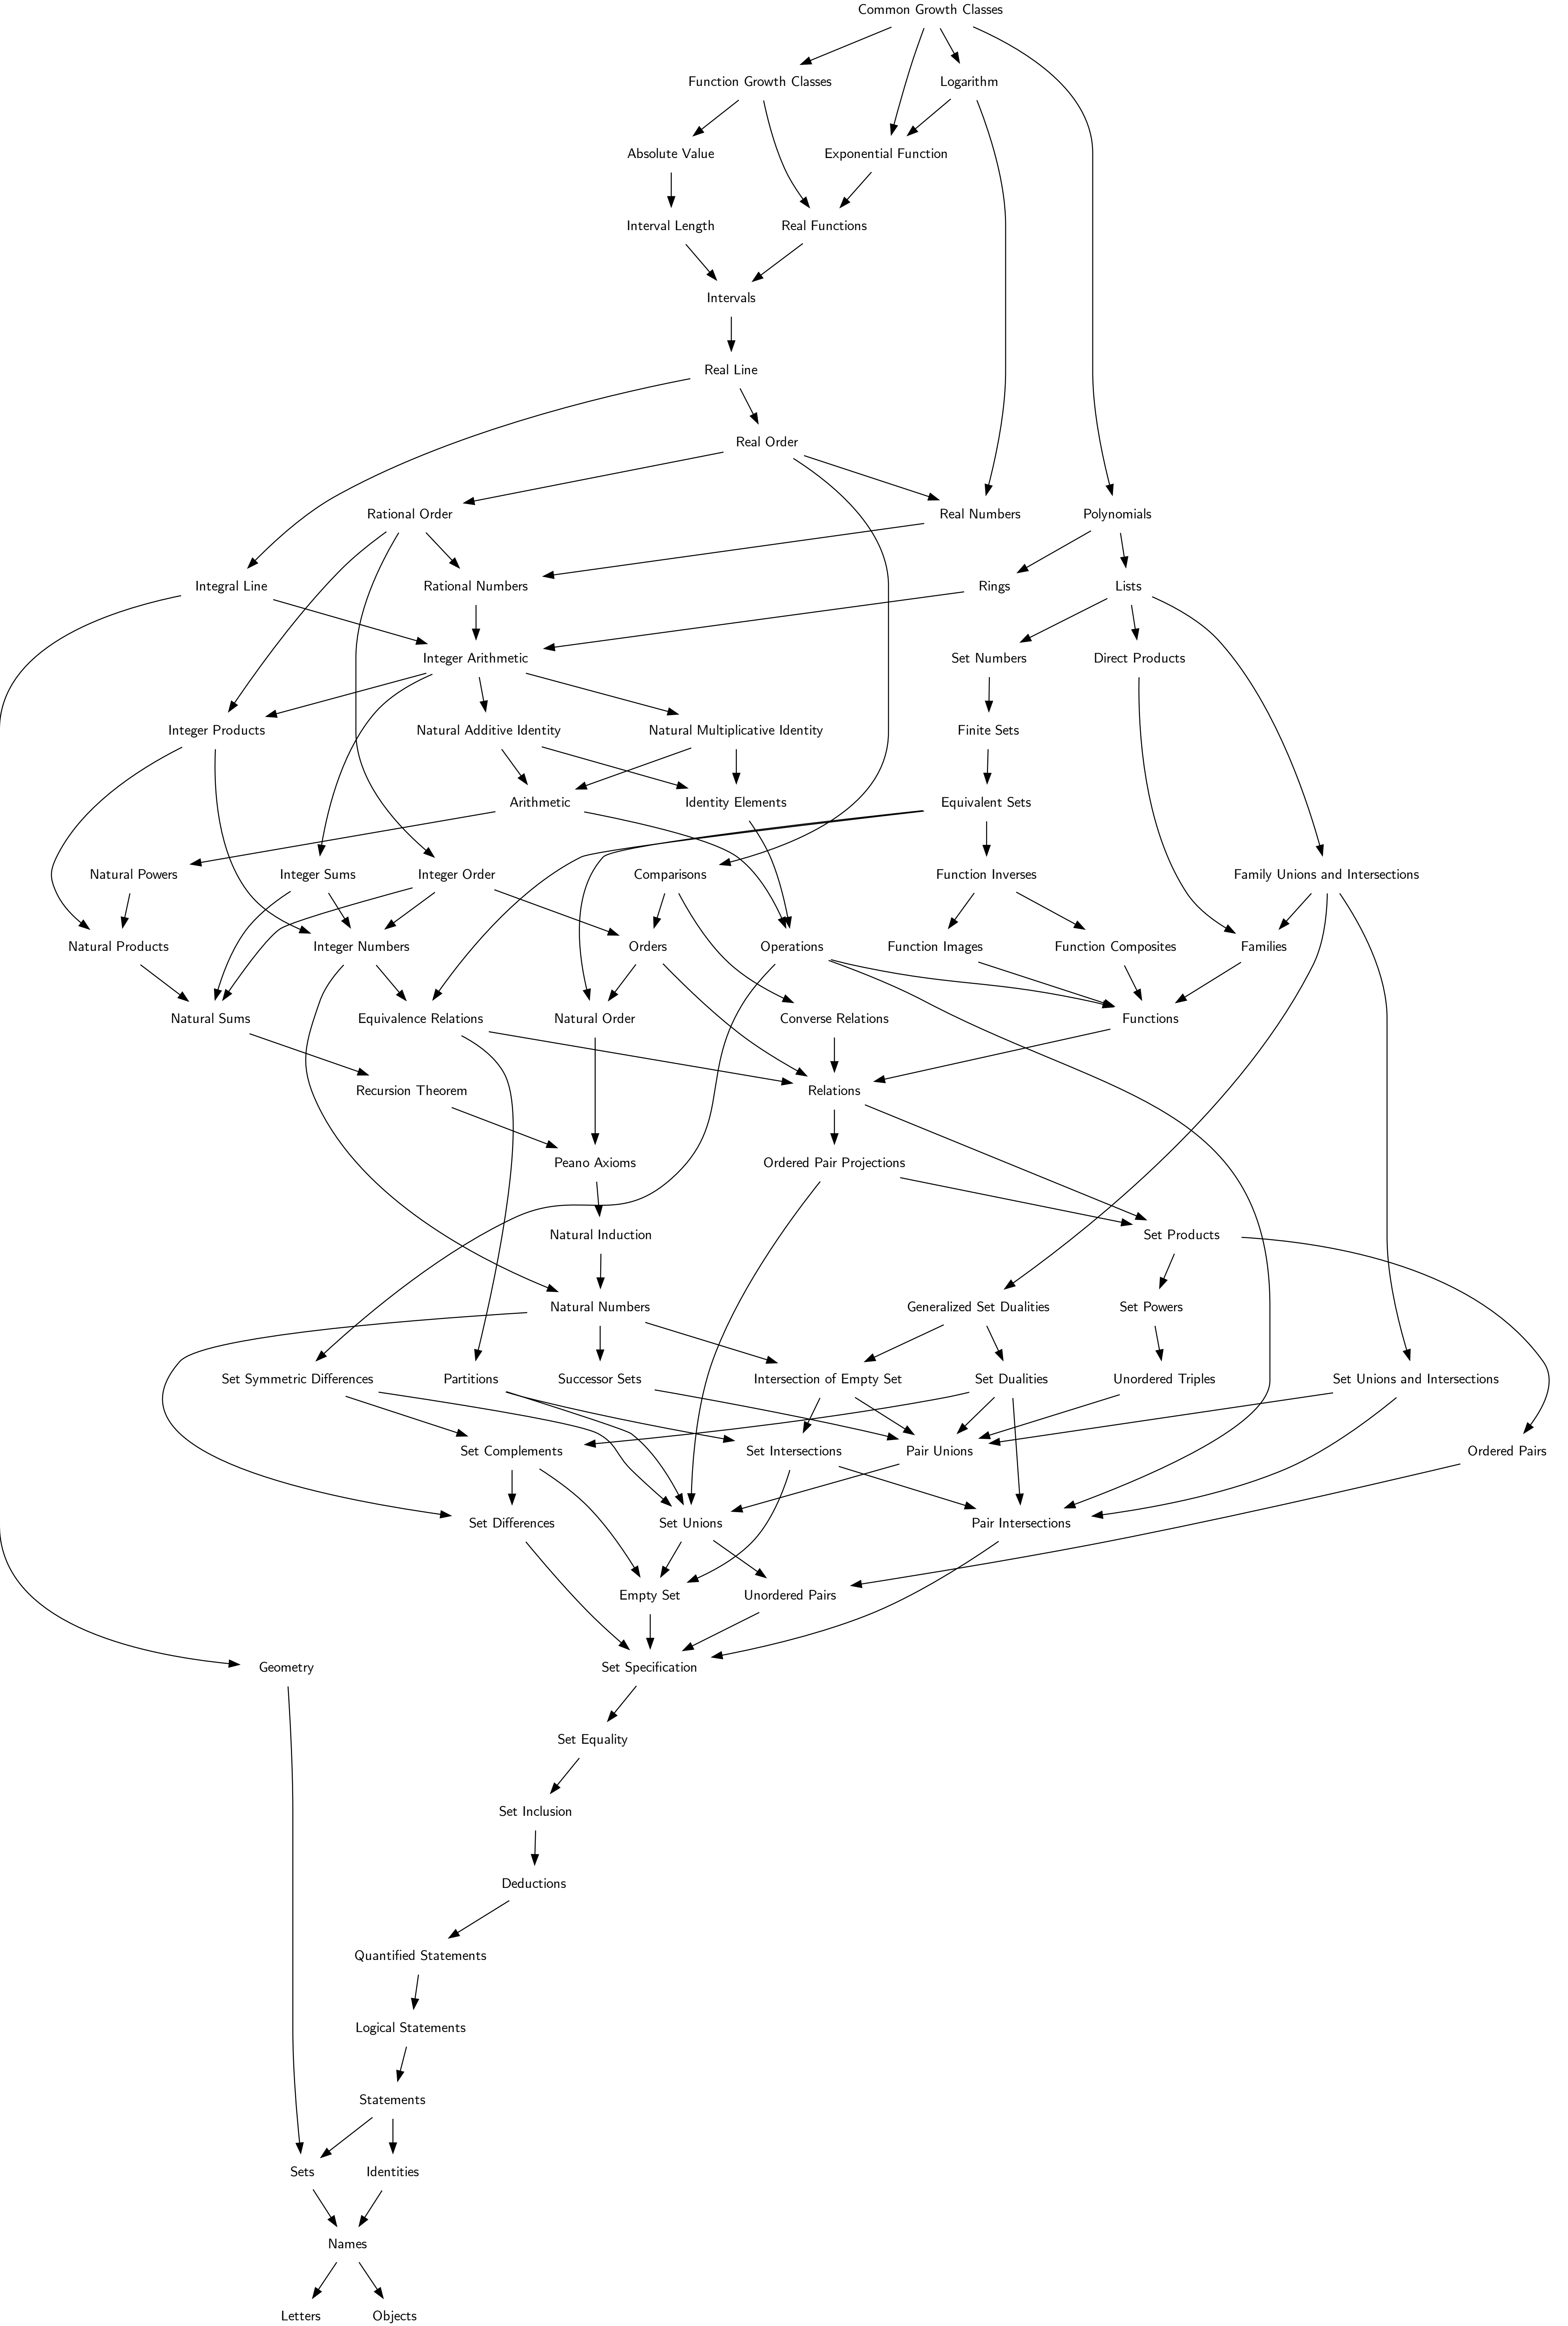 Common Growth Classes
Function Growth Classes
Logarithm
Absolute Value
Exponential Function
Interval Length
Real Functions
Intervals
Real Line
Real Order
Rational Order
Real Numbers
Polynomials
Integral Line
Rational Numbers
Rings
Lists
Integer Arithmetic
Set Numbers
Direct Products
Integer Products
Natural Additive Identity
Natural Multiplicative Identity
Finite Sets
Arithmetic
Identity Elements
Equivalent Sets
Natural Powers
Integer Sums
Integer Order
Comparisons
Function Inverses
Family Unions and Intersections
Natural Products
Integer Numbers
Orders
Operations
Function Images
Function Composites
Families
Natural Sums
Equivalence Relations
Natural Order
Converse Relations
Functions
Recursion Theorem
Relations
Peano Axioms
Ordered Pair Projections
Natural Induction
Set Products
Natural Numbers
Generalized Set Dualities
Set Powers
Set Symmetric Differences
Partitions
Successor Sets
Intersection of Empty Set
Set Dualities
Unordered Triples
Set Unions and Intersections
Set Complements
Set Intersections
Pair Unions
Ordered Pairs
Set Differences
Set Unions
Pair Intersections
Empty Set
Unordered Pairs
Geometry
Set Specification
Set Equality
Set Inclusion
Deductions
Quantified Statements
Logical Statements
Statements
Sets
Identities
Names
Letters
Objects